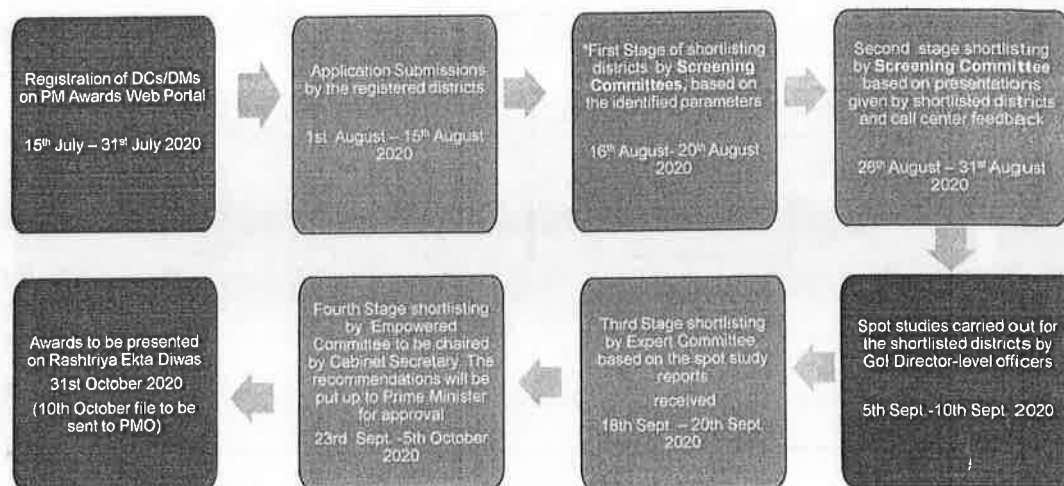 Registration of DCs/DMs
on PM Awards Web Portal
15th July – 31st July 2020
Application Submissions
by the registered districts
1st August – 15th August
2020
*First Stage of shortlisting
districts by Screening
Committees, based on
the identified parameters
16th August- 20th August
2020
Second stage shortlisting
by Screening Committee
based on presentations
given by shortlisted districts
and call center feedback
August – 31st August
2020
Spot studies carried out for
the shortlisted districts by
GoI Director-level officers
5th Sept.-10th Sept. 2020
Third Stage shortlisting
by Expert Committee
based on the spot study
reports
received
Sept. – 20th Sept.
2020
Fourth Stage shortlisting
by Empowered
Committee to be chaired
by Cabinet Secretary. The
recommendations will be
put up to Prime Minister
for approval
23rd Sept. -5th October
2020
Awards to be presented
on Rashtriya Ekta Diwas
31st October 2020
(10th October file to be
sent to PMO)